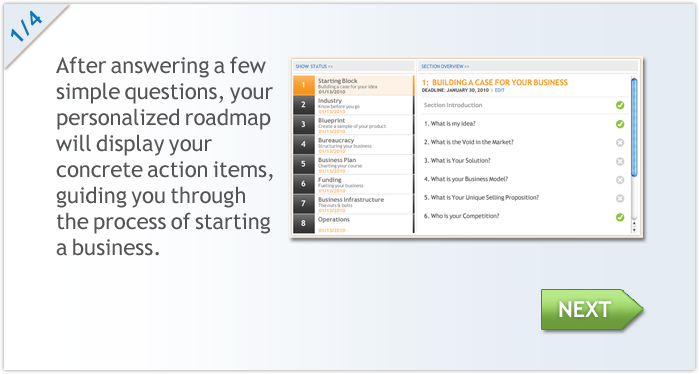 1/4
After answering a few
simple questions, your
personalized roadmap
will display your
concrete action items,
guiding you through
the process of starting
a business.
SHOW STATUS >>
1
Starting Block
Building a case for your idea
01/13/2010
2
Industry
Know before you go
01/13/2010
3
Blueprint
Create a sample of your product
01/13/2010
4
Bureaucracy
Structuring your business
01/13/2010
5
Business Plan
Charting your course
01/13/2010
6
Funding
Fueling your business
01/13/2010
7
Business Infrastructure
The nuts & bolts
01/13/2010
8
Operations
01/13/2010
SECTION OVERVIEW >>
1: BUILDING A CASE FOR YOUR BUSINESS
DEADLINE: JANUARY 30, 2010 | EDIT
Section Introduction
1. What is my Idea?
2. What is the Void in the Market?
3. What is Your Solution?
4. What is your Business Model?
5. What is Your Unique Selling Proposition?
6. Who is your Competition?
NEXT